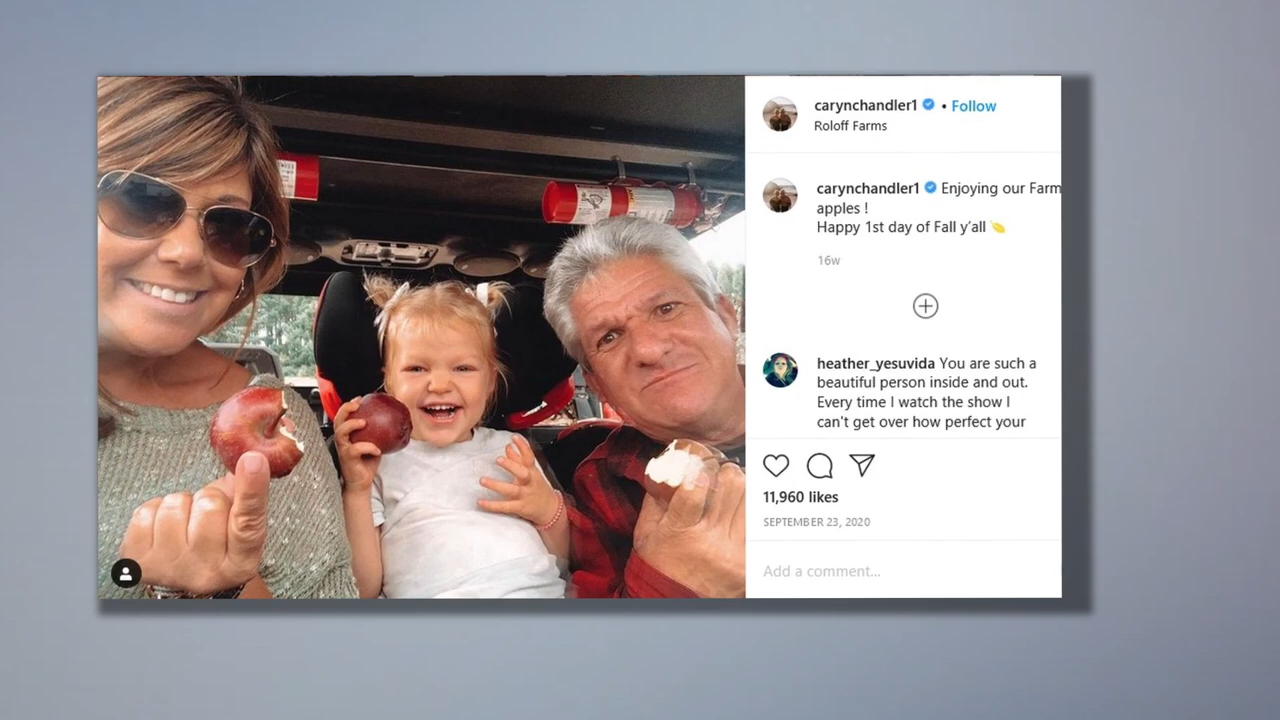 carynchandler1 • Follow
Roloff Farms
carynchandler1 Enjoying our Farm
apples !
Happy 1st day of Fall y'all
16w
heather_yesuvida You are such a
beautiful person inside and out.
Every time I watch the show I
can't get over how perfect your
11,960 likes
SEPTEMBER 23, 2020
Add a comment...